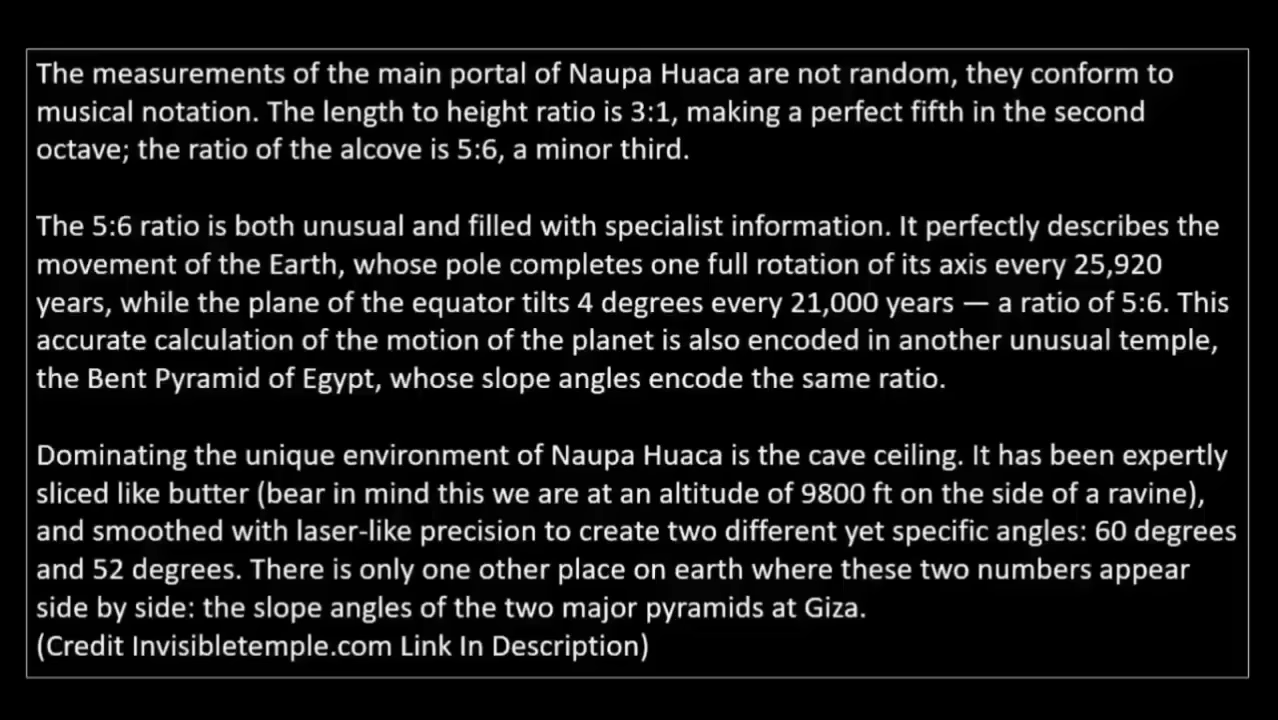 The measurements of the main portal of Naupa Huaca are not random, they conform to
musical notation. The length to height ratio is 3:1, making a perfect fifth in the second
octave; the ratio of the alcove is 5:6, a minor third.
The 5:6 ratio is both unusual and filled with specialist information. It perfectly describes the
movement of the Earth, whose pole completes one full rotation of its axis every 25,920
years, while the plane of the equator tilts 4 degrees every 21,000 years — a ratio of 5:6. This
accurate calculation of the motion of the planet is also encoded in another unusual temple,
the Bent Pyramid of Egypt, whose slope angles encode the same ratio.
Dominating the unique environment of Naupa Huaca is the cave ceiling. It has been expertly
sliced like butter (bear in mind this we are at an altitude of 9800 ft on the side of a ravine),
and smoothed with laser-like precision to create two different yet specific angles: 60 degrees
and 52 degrees. There is only one other place on earth where these two numbers appear
side by side: the slope angles of the two major pyramids at Giza.
(Credit Invisibletemple.com Link In Description)